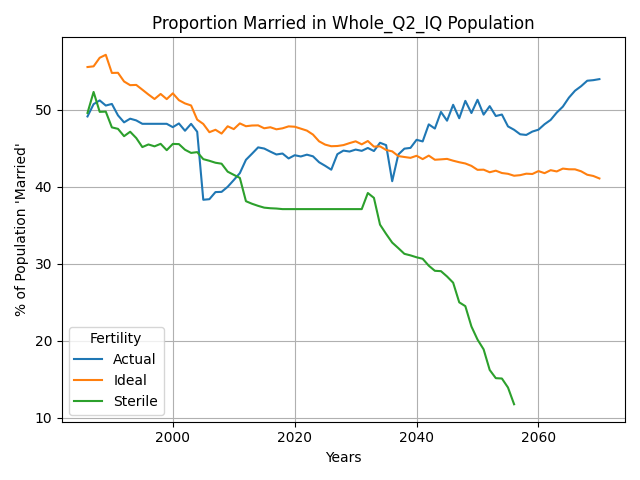 Proportion Married in Whole_Q2_IQ Population
% of Population 'Married'
50
40
30
20
10
Fertility
Actual
Ideal
Sterile
2000
2020
2040
2060
Years